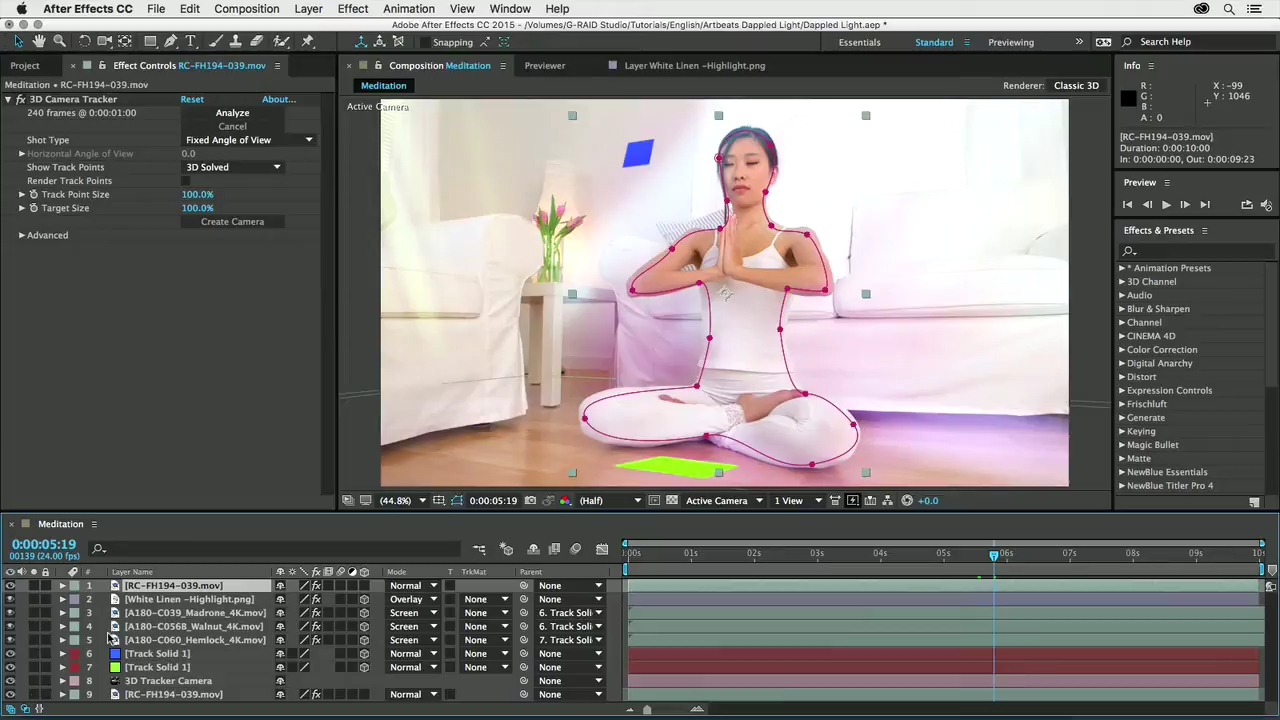 After Effects CC File Edit Composition Layer Effect Animation View Window Help
Adobe After Effects CC 2015 - /Volumes/G-RAID Studio/Tutorials/English/Artbeats Dappled Light/Dappled Light.aep *
Snapping Essentials Standard Previewing Search Help
Project Effect Controls RC-FH194-039.mov
Meditation • RC-FH194-039.mov
3D Camera Tracker Reset About...
240 frames @ 0:00:01:00 Analyze
Cancel
Shot Type Fixed Angle of View
Horizontal Angle of View 0.0
Show Track Points 3D Solved
Render Track Points
Track Point Size 100.0%
Target Size 100.0%
Create Camera
Advanced
Composition Meditation Previewer Layer White Linen -Highlight.png
Meditation Renderer: Classic 3D
Active Camera
(44.8%) 0:00:05:19 (Half) Active Camera 1 View +0.0
Info
R : X : -99
G : Y : 1046
B :
A : 0
[RC-FH194-039.mov]
Duration: 0:00:10:00
In: 0:00:00:00, Out: 0:00:09:23
Preview
Effects & Presets
* Animation Presets
3D Channel
Audio
Blur & Sharpen
Channel
CINEMA 4D
Color Correction
Digital Anarchy
Distort
Expression Controls
Frischluft
Generate
Keying
Magic Bullet
Matte
NewBlue Essentials
NewBlue Titler Pro 4
Meditation
0:00:05:19
00139 (24.00 fps)
# Layer Name Mode T TrkMat Parent
:00s 01s 02s 03s 04s 05s 06s 07s 08s 09s 10s
1 [RC-FH194-039.mov] Normal None
2 [White Linen -Highlight.png] Overlay None None
3 [A180-C039_Madrone_4K.mov] Screen None 6. Track Soli
4 [A180-C056B_Walnut_4K.mov] Screen None 6. Track Soli
5 [A180-C060_Hemlock_4K.mov] Screen None 7. Track Soli
6 [Track Solid 1] Normal None None
7 [Track Solid 1] Normal None None
8 3D Tracker Camera None
9 [RC-FH194-039.mov] Normal None None